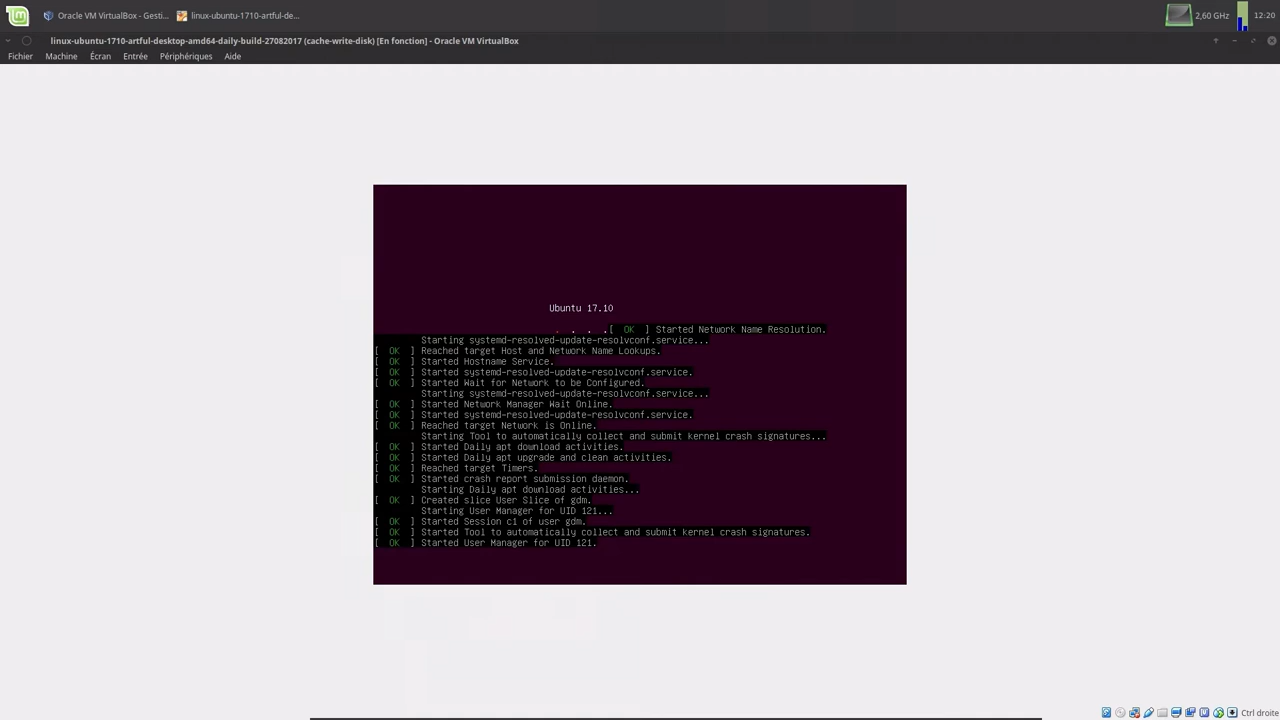 Oracle VM VirtualBox - Gesti... linux-ubuntu-1710-artful-de... 2,60 GHz 12:20
linux-ubuntu-1710-artful-desktop-amd64-daily-build-27082017 (cache-write-disk) [En fonction] - Oracle VM VirtualBox
Fichier Machine Écran Entrée Périphériques Aide
Ubuntu 17.10
. . . .[ OK ] Started Network Name Resolution.
Starting systemd-resolved-update-resolvconf.service...
[ OK ] Reached target Host and Network Name Lookups.
[ OK ] Started Hostname Service.
[ OK ] Started systemd-resolved-update-resolvconf.service.
[ OK ] Started Wait for Network to be Configured.
Starting systemd-resolved-update-resolvconf.service...
[ OK ] Started Network Manager Wait Online.
[ OK ] Started systemd-resolved-update-resolvconf.service.
[ OK ] Reached target Network is Online.
Starting Tool to automatically collect and submit kernel crash signatures...
[ OK ] Started Daily apt download activities.
[ OK ] Started Daily apt upgrade and clean activities.
[ OK ] Reached target Timers.
[ OK ] Started crash report submission daemon.
Starting Daily apt download activities...
[ OK ] Created slice User Slice of gdm.
Starting User Manager for UID 121...
[ OK ] Started Session c1 of user gdm.
[ OK ] Started Tool to automatically collect and submit kernel crash signatures.
[ OK ] Started User Manager for UID 121.
Ctrl droite